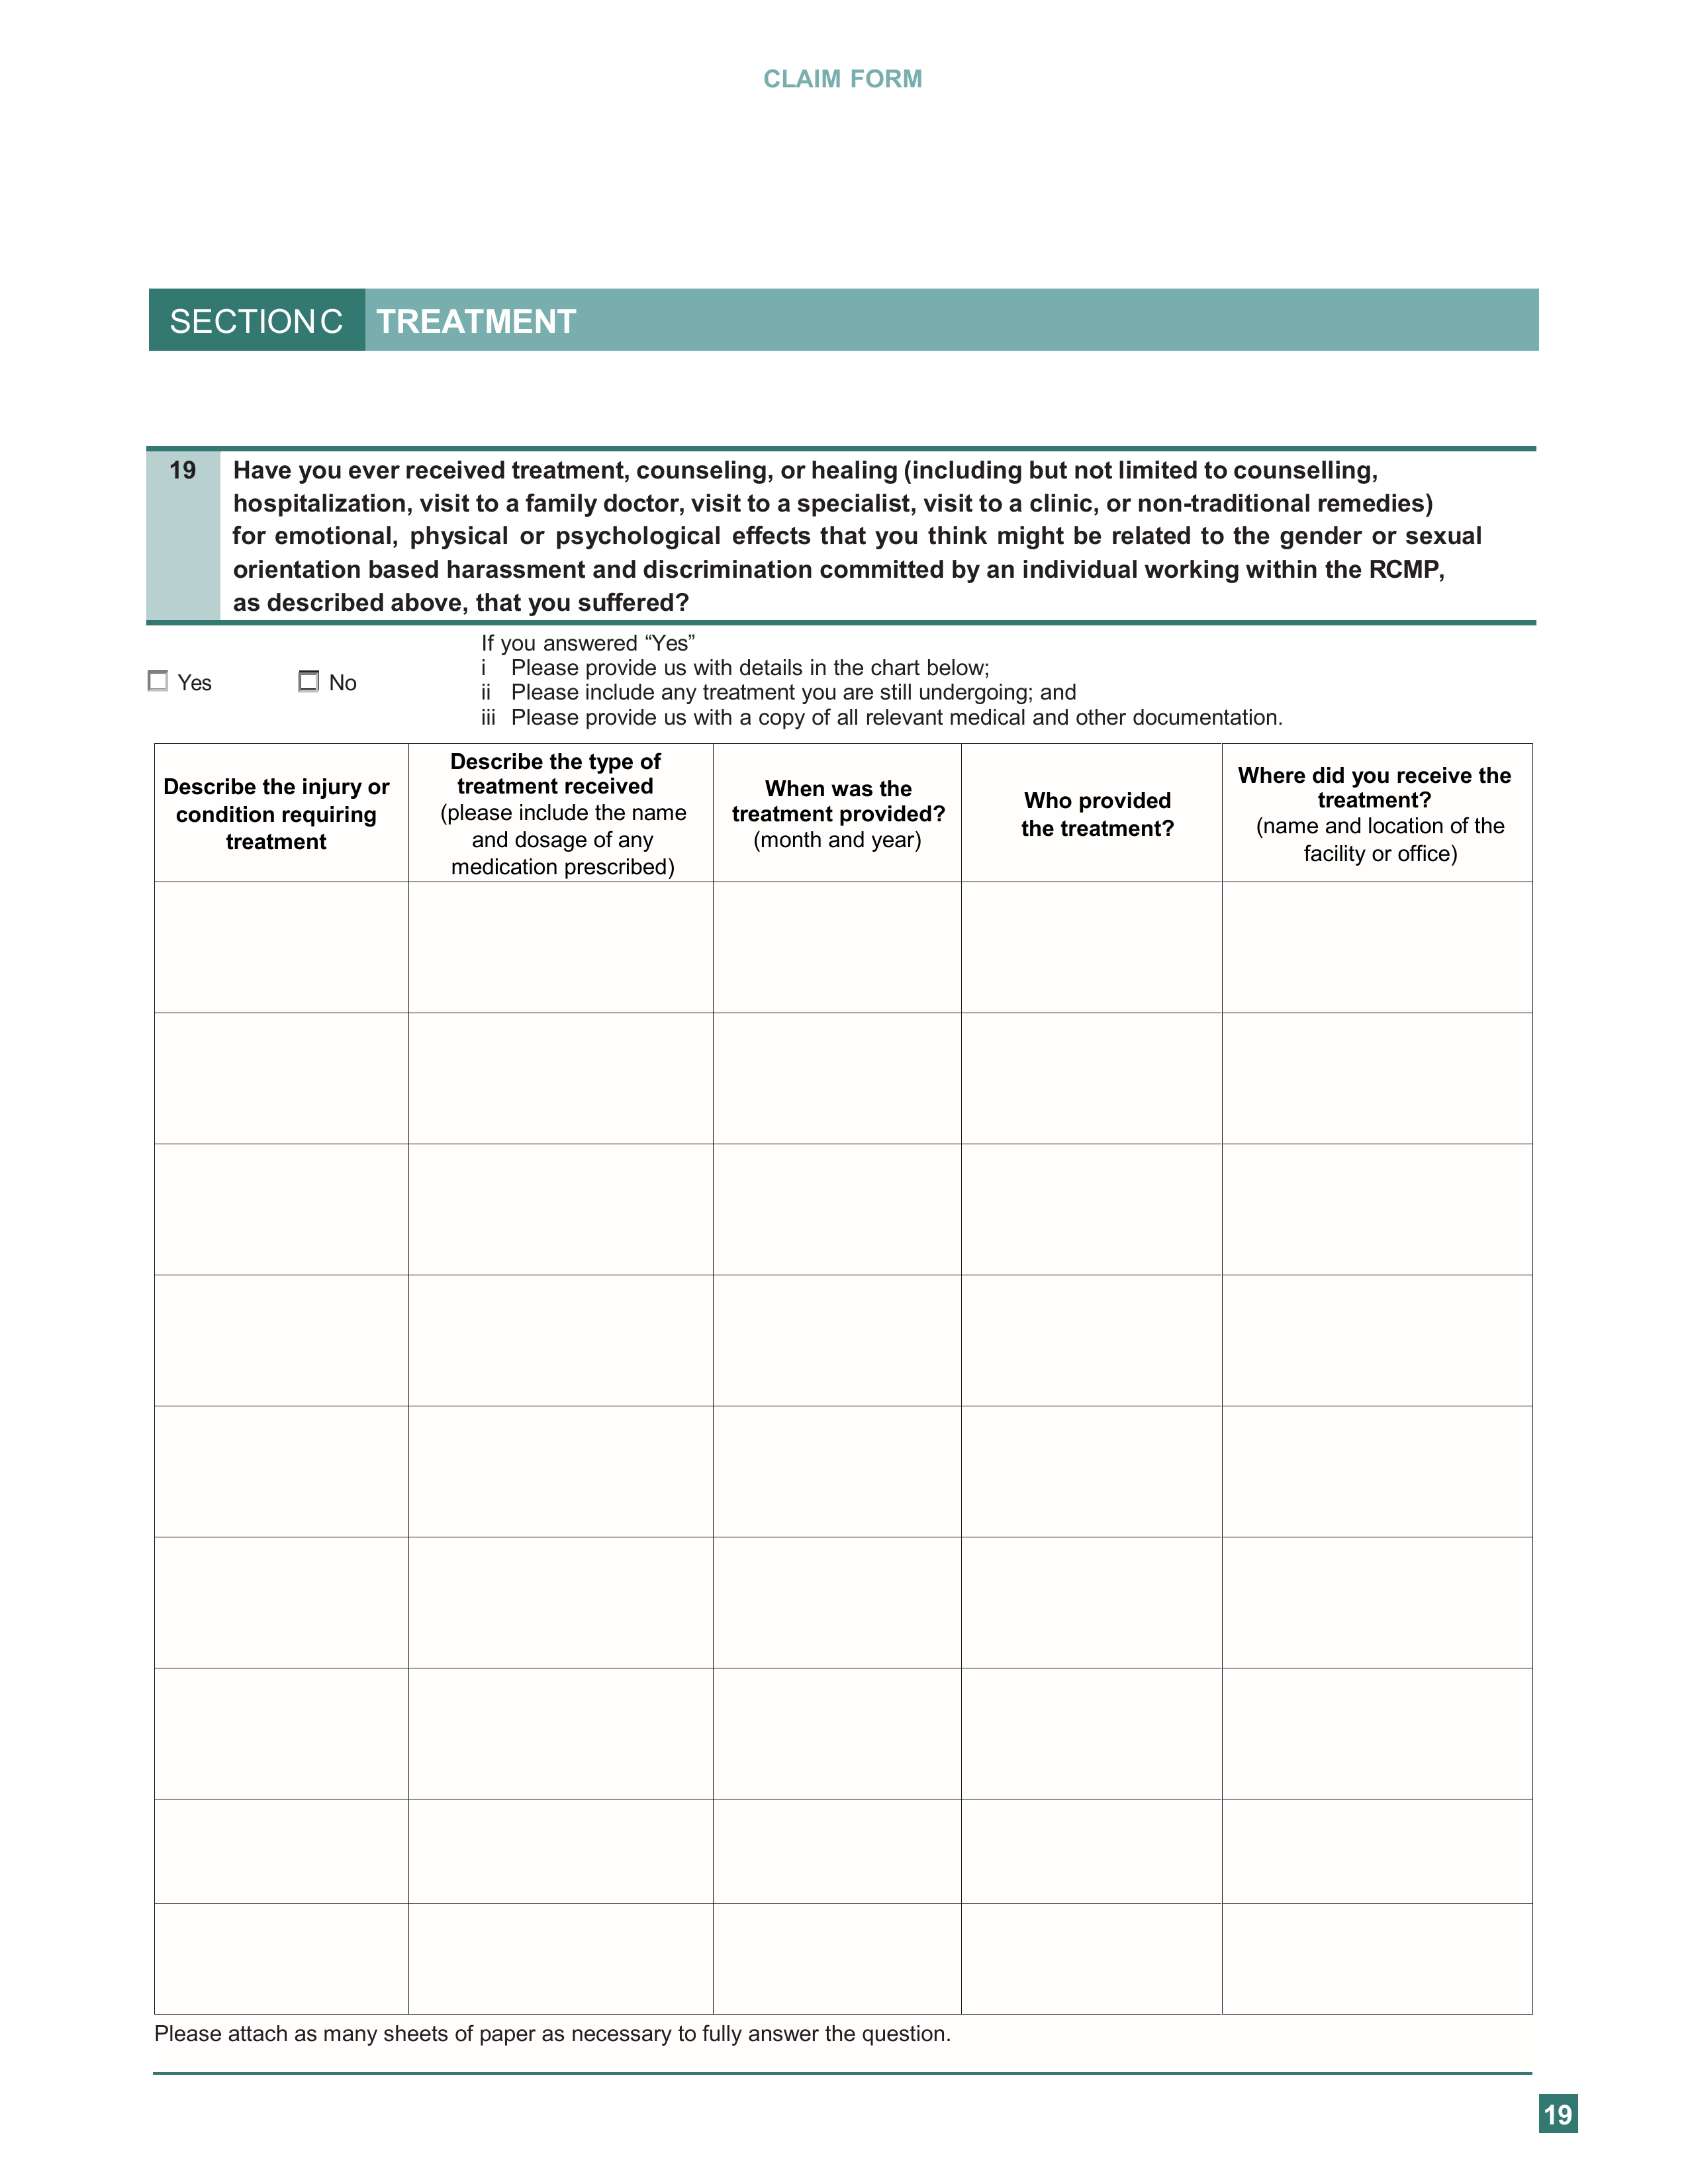 CLAIM FORM
SECTION C TREATMENT
19 Have you ever received treatment, counseling, or healing (including but not limited to counselling,
hospitalization, visit to a family doctor, visit to a specialist, visit to a clinic, or non-traditional remedies)
for emotional, physical or psychological effects that you think might be related to the gender or sexual
orientation based harassment and discrimination committed by an individual working within the RCMP,
as described above, that you suffered?
Yes
No
If you answered “Yes”
i Please provide us with details in the chart below;
ii Please include any treatment you are still undergoing; and
iii Please provide us with a copy of all relevant medical and other documentation.
Describe the injury or
condition requiring
treatment
Describe the type of
treatment received
(please include the name
and dosage of any
medication prescribed)
When was the
treatment provided?
(month and year)
Who provided
the treatment?
Where did you receive the
treatment?
(name and location of the
facility or office)
Please attach as many sheets of paper as necessary to fully answer the question.
19